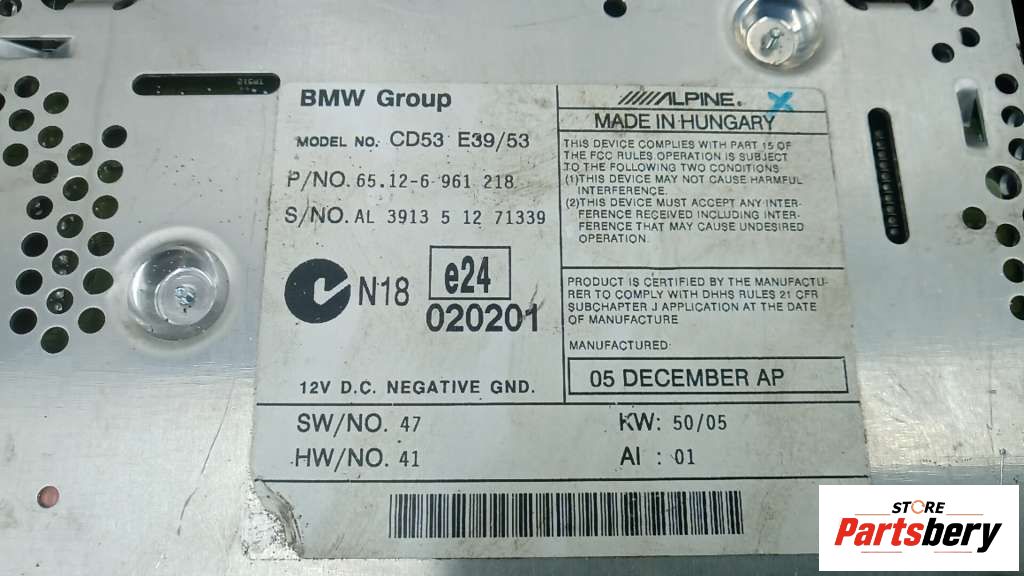 BMW Group
MODEL NO. CD53 E39/53
P/NO. 65.12-6 961 218
S/NO. AL 3913 5 12 71339
N18
e24
020201
12V D.C. NEGATIVE GND.
ALPINE®
MADE IN HUNGARY
THIS DEVICE COMPLIES WITH PART 15 OF
THE FCC RULES.OPERATION IS SUBJECT
TO THE FOLLOWING TWO CONDITIONS:
(1)THIS DEVICE MAY NOT CAUSE HARMFUL
INTERFERENCE.
(2)THIS DEVICE MUST ACCEPT ANY INTER-
FERENCE RECEIVED INCLUDING INTER-
FERENCE THAT MAY CAUSE UNDESIRED
OPERATION.
PRODUCT IS CERTIFIED BY THE MANUFACTU-
RER TO COMPLY WITH DHHS RULES 21 CFR
SUBCHAPTER J APPLICATION AT THE DATE
OF MANUFACTURE
MANUFACTURED:
05 DECEMBER AP
SW/NO. 47
KW: 50/05
HW/NO. 41
AI : 01
STORE
Partsbery